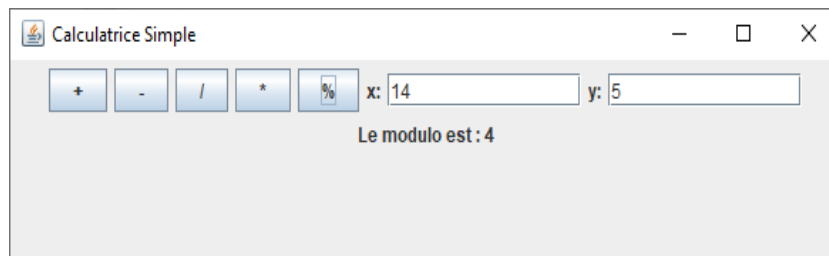 Calculatrice Simple
+ - / * % x: 14 y: 5
Le modulo est : 4